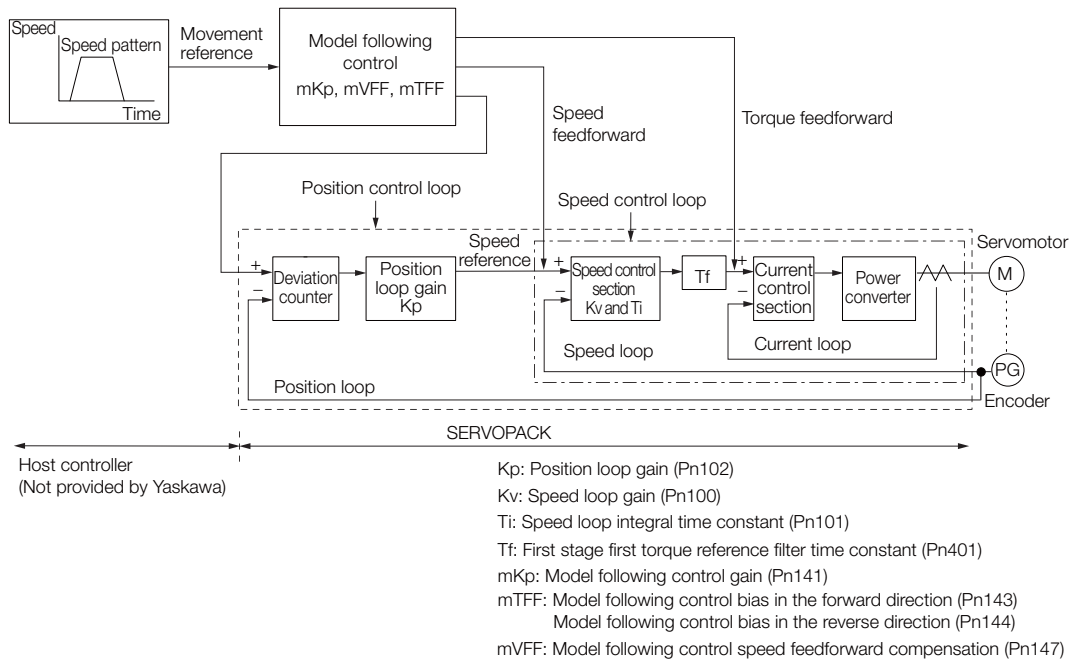 Speed
Speed pattern
Time
Movement
reference
Model following
control
mKp, mVFF, mTFF
Speed
feedforward
Torque feedforward
Position control loop
Speed control loop
Speed
reference
Servomotor
+
−
Deviation
counter
Position
loop gain
Kp
+
−
Speed control
section
Kv and Ti
Tf
+
−
Current
control
section
Power
converter
M
Speed loop
Current loop
PG
Position loop
Encoder
SERVOPACK
Host controller
(Not provided by Yaskawa)
Kp: Position loop gain (Pn102)
Kv: Speed loop gain (Pn100)
Ti: Speed loop integral time constant (Pn101)
Tf: First stage first torque reference filter time constant (Pn401)
mKp: Model following control gain (Pn141)
mTFF: Model following control bias in the forward direction (Pn143)
Model following control bias in the reverse direction (Pn144)
mVFF: Model following control speed feedforward compensation (Pn147)